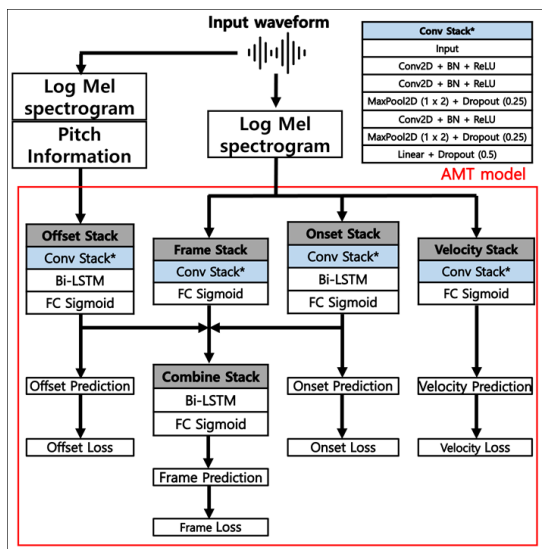 Input waveform
Log Mel
spectrogram
Pitch
Information
Log Mel
spectrogram
Conv Stack*
Input
Conv2D + BN + ReLU
Conv2D + BN + ReLU
MaxPool2D (1 x 2) + Dropout (0.25)
Conv2D + BN + ReLU
MaxPool2D (1 x 2) + Dropout (0.25)
Linear + Dropout (0.5)
AMT model
Offset Stack
Conv Stack*
Bi-LSTM
FC Sigmoid
Frame Stack
Conv Stack*
FC Sigmoid
Onset Stack
Conv Stack*
Bi-LSTM
FC Sigmoid
Velocity Stack
Conv Stack*
FC Sigmoid
Combine Stack
Bi-LSTM
FC Sigmoid
Offset Prediction
Offset Loss
Frame Prediction
Frame Loss
Onset Prediction
Onset Loss
Velocity Prediction
Velocity Loss